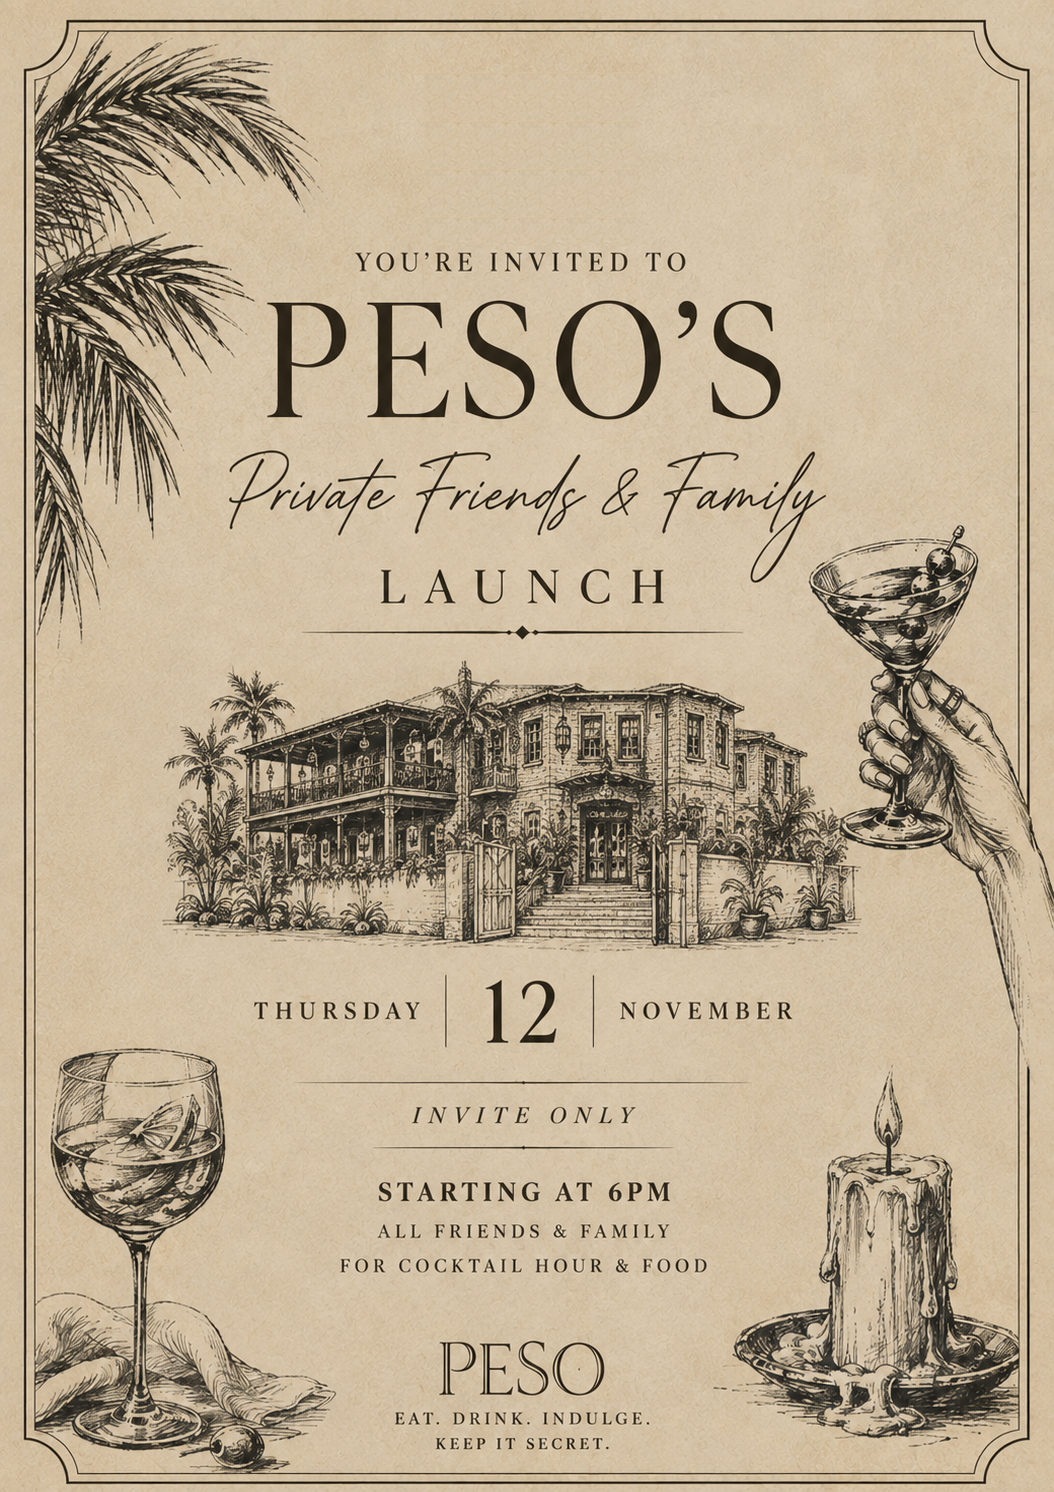 YOU'RE INVITED TO
PESO'S
Private Friends & Family
LAUNCH
THURSDAY 12 NOVEMBER
INVITE ONLY
STARTING AT 6PM
ALL FRIENDS & FAMILY
FOR COCKTAIL HOUR & FOOD
PESO
EAT. DRINK. INDULGE.
KEEP IT SECRET.